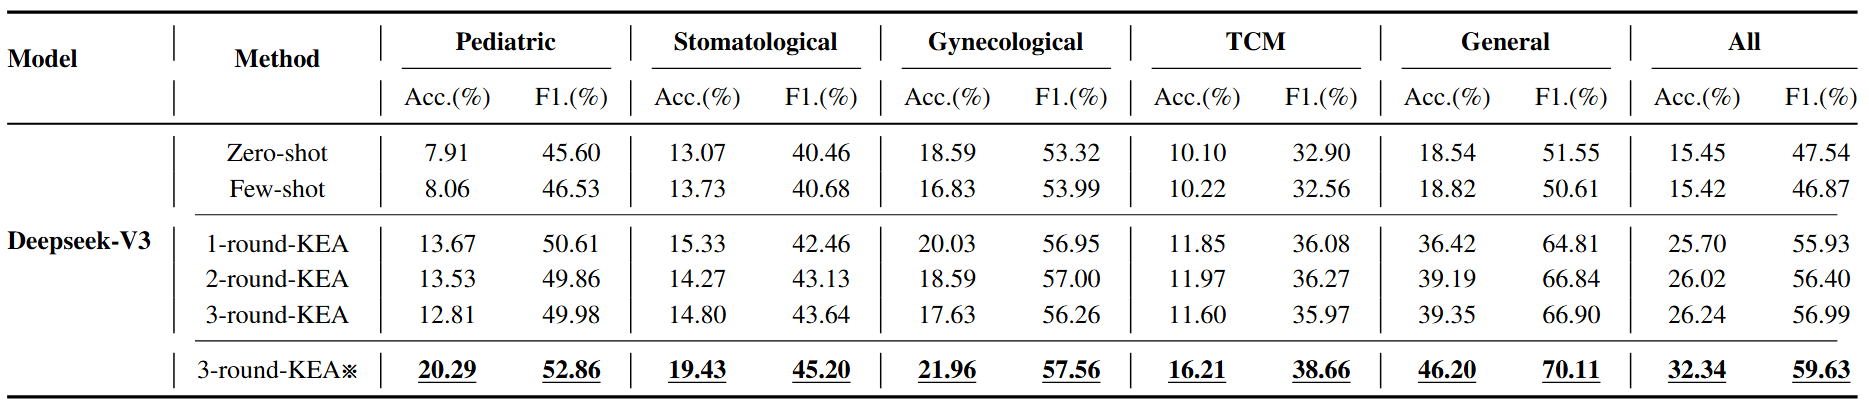 Model Method Pediatric Stomatological Gynecological TCM General All
Acc.(%) F1.(%) Acc.(%) F1.(%) Acc.(%) F1.(%) Acc.(%) F1.(%) Acc.(%) F1.(%) Acc.(%) F1.(%)
Zero-shot 7.91 45.60 13.07 40.46 18.59 53.32 10.10 32.90 18.54 51.55 15.45 47.54
Few-shot 8.06 46.53 13.73 40.68 16.83 53.99 10.22 32.56 18.82 50.61 15.42 46.87
Deepseek-V3 1-round-KEA 13.67 50.61 15.33 42.46 20.03 56.95 11.85 36.08 36.42 64.81 25.70 55.93
2-round-KEA 13.53 49.86 14.27 43.13 18.59 57.00 11.97 36.27 39.19 66.84 26.02 56.40
3-round-KEA 12.81 49.98 14.80 43.64 17.63 56.26 11.60 35.97 39.35 66.90 26.24 56.99
3-round-KEA※ 20.29 52.86 19.43 45.20 21.96 57.56 16.21 38.66 46.20 70.11 32.34 59.63